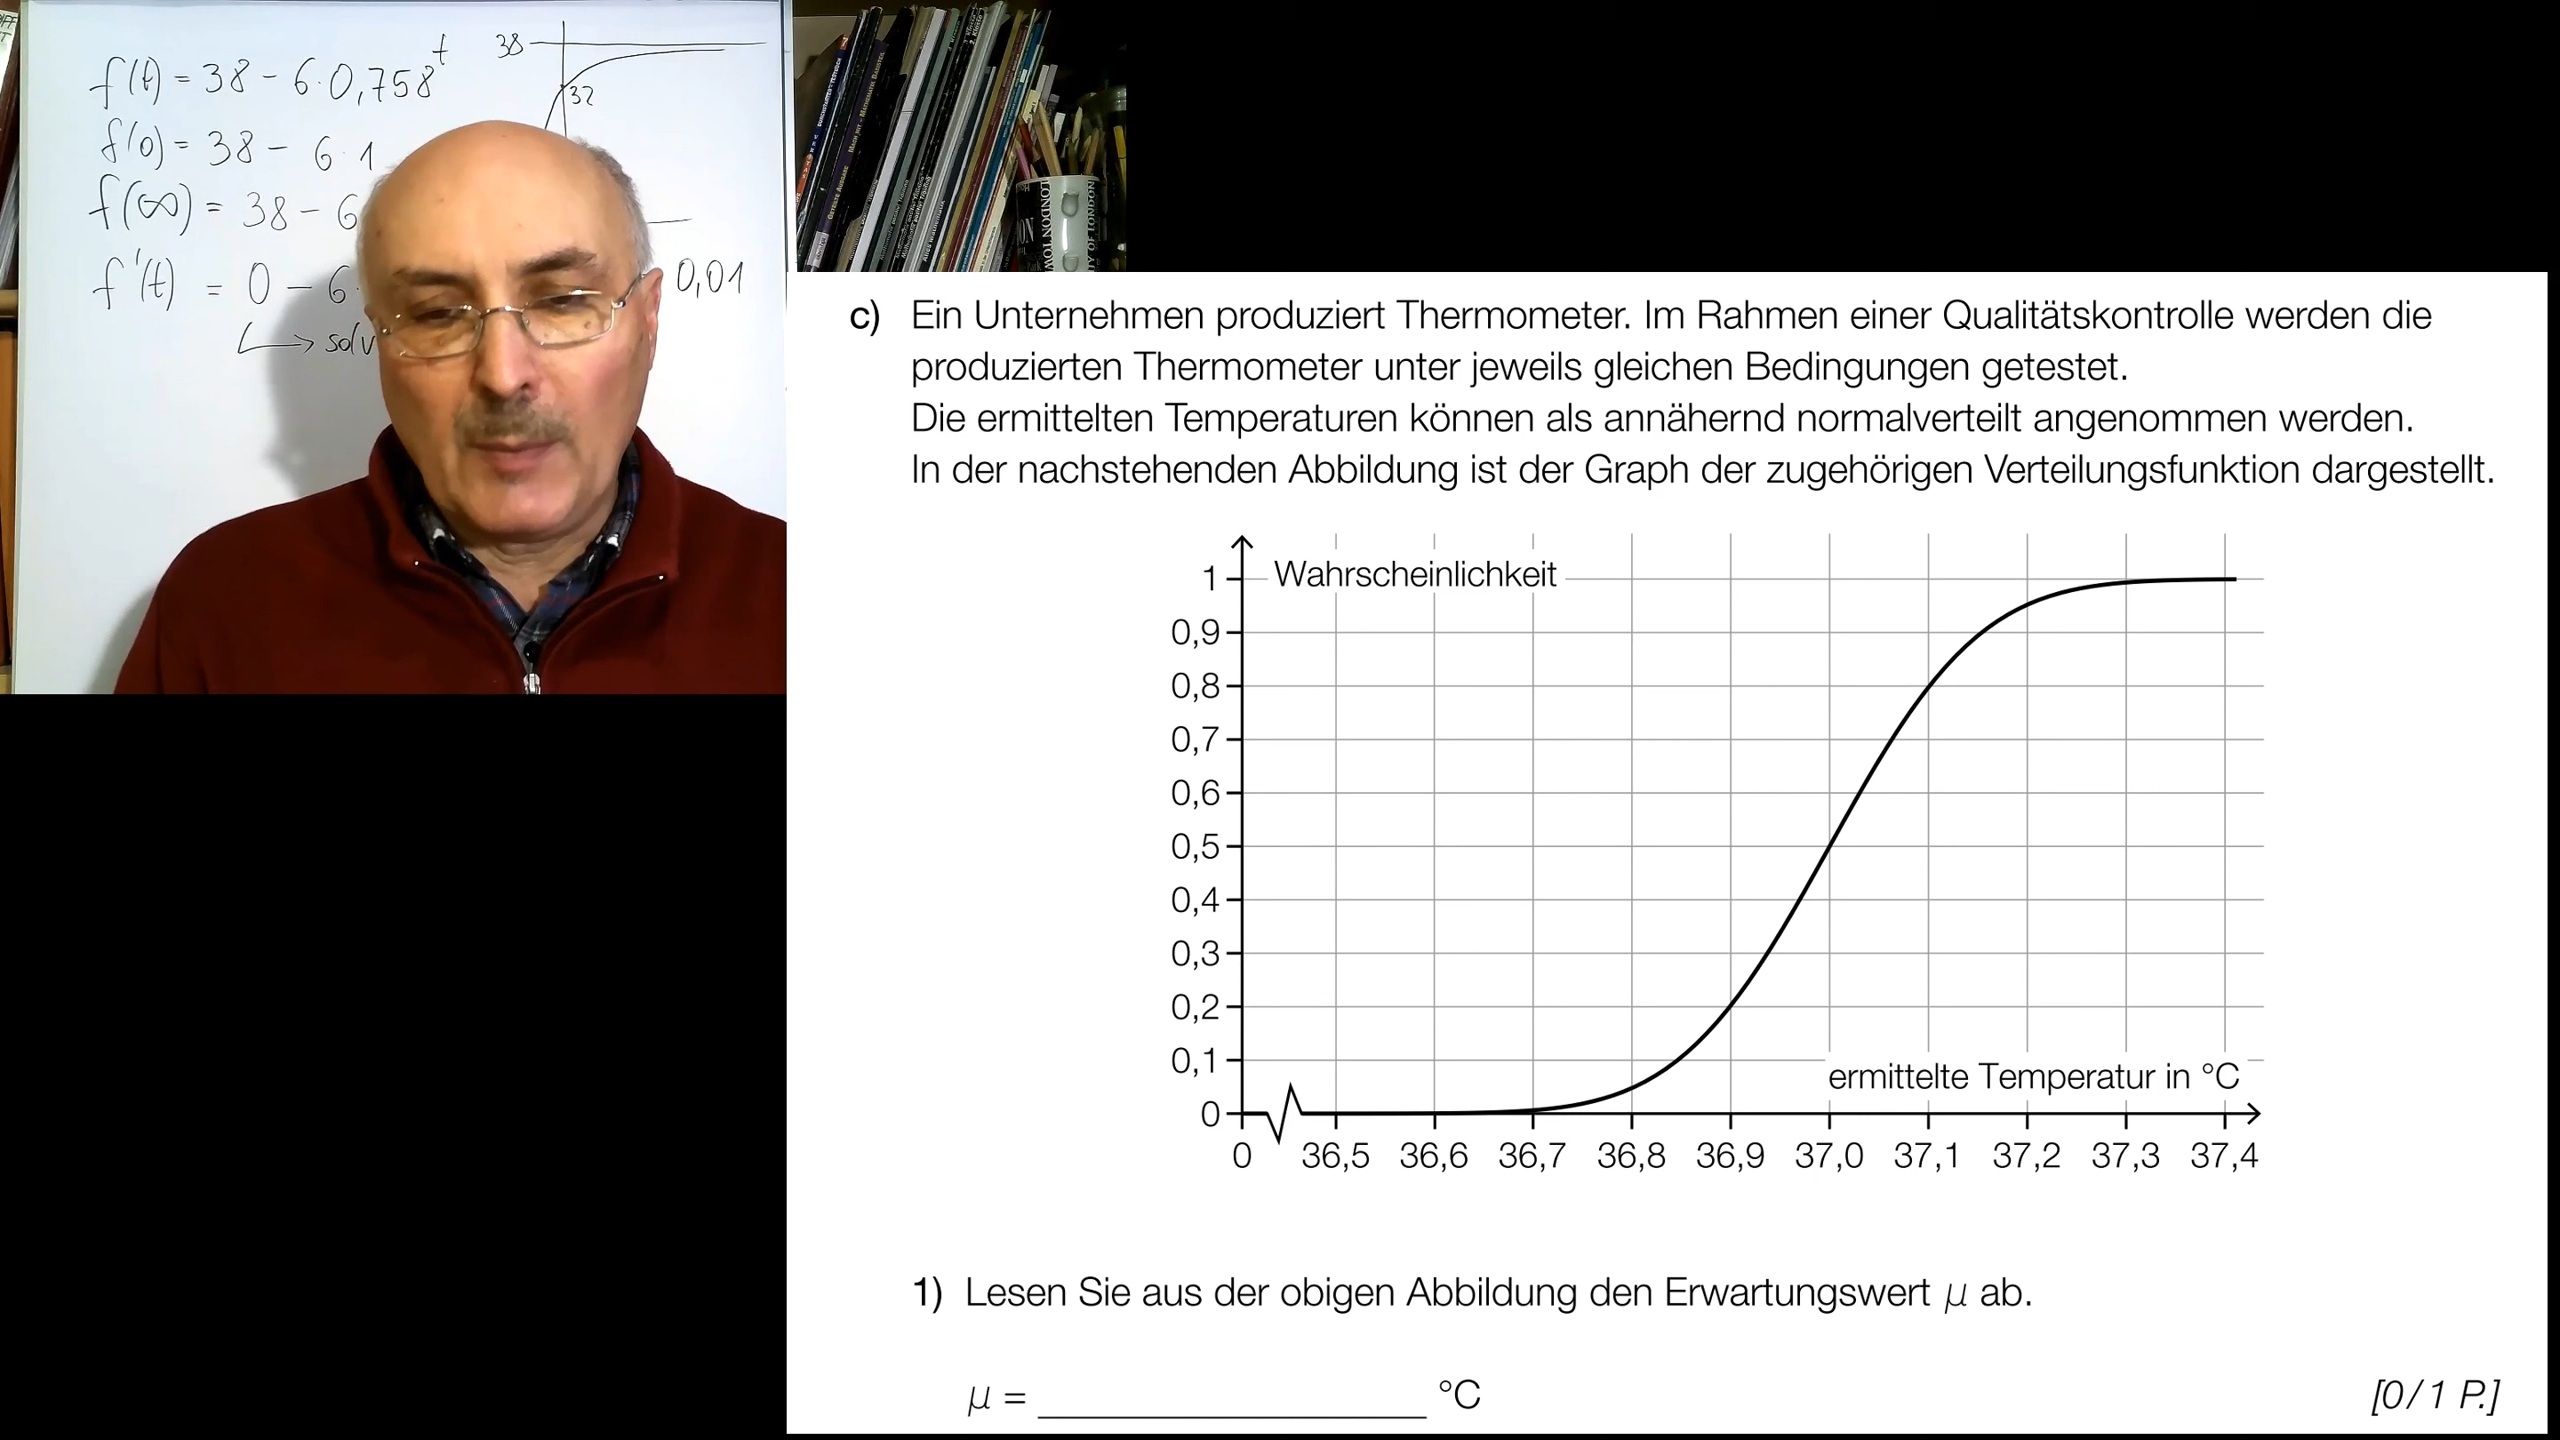 f(t) = 38 - 6·0,758^t
38
32
f(0) = 38 - 6·1
f(∞) = 38 - 6
f'(t) = 0 - 6·
0,01
solv
LONDON
c) Ein Unternehmen produziert Thermometer. Im Rahmen einer Qualitätskontrolle werden die
produzierten Thermometer unter jeweils gleichen Bedingungen getestet.
Die ermittelten Temperaturen können als annähernd normalverteilt angenommen werden.
In der nachstehenden Abbildung ist der Graph der zugehörigen Verteilungsfunktion dargestellt.
Wahrscheinlichkeit
1
0,9
0,8
0,7
0,6
0,5
0,4
0,3
0,2
0,1
0
ermittelte Temperatur in °C
0 36,5 36,6 36,7 36,8 36,9 37,0 37,1 37,2 37,3 37,4
1) Lesen Sie aus der obigen Abbildung den Erwartungswert μ ab.
μ = ____________________ °C
[0/1 P.]